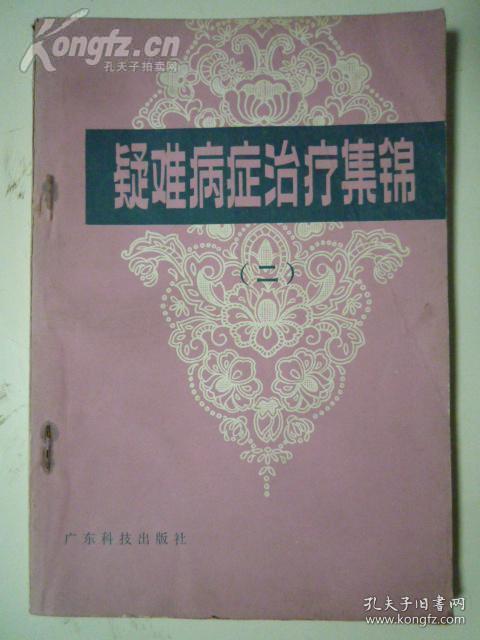 Kongfz.cn
孔夫子拍卖网
疑难病症治疗集锦
（二）
广东科技出版社
孔夫子旧书网
www.kongfz.com